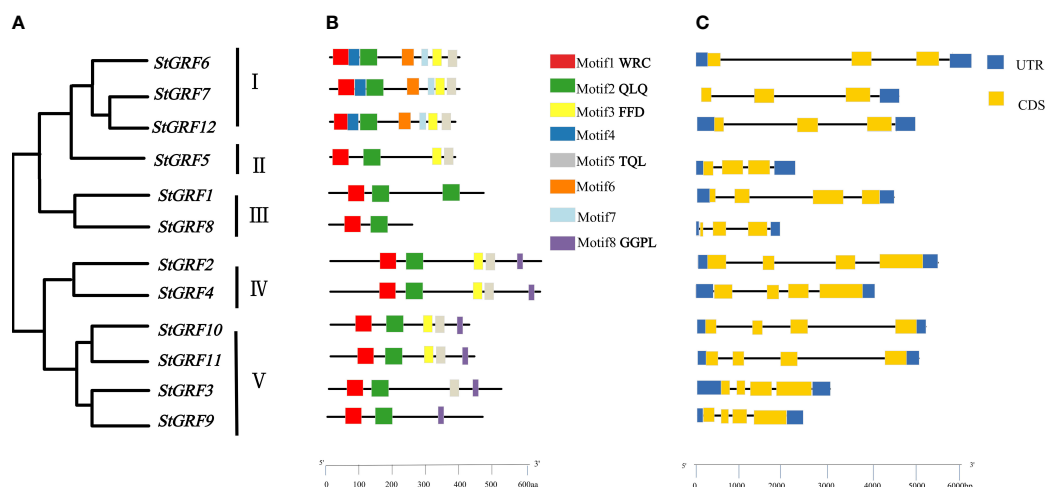 A
B
C
StGRF6
StGRF7
StGRF12
StGRF5
StGRF1
StGRF8
StGRF2
StGRF4
StGRF10
StGRF11
StGRF3
StGRF9
Ⅰ
Ⅱ
Ⅲ
Ⅳ
Ⅴ
Motif1 WRC
Motif2 QLQ
Motif3 FFD
Motif4
Motif5 TQL
Motif6
Motif7
Motif8 GGPL
UTR
CDS
5' 3'
0 100 200 300 400 500 600aa
5' 3'
0 1000 2000 3000 4000 5000 6000bp